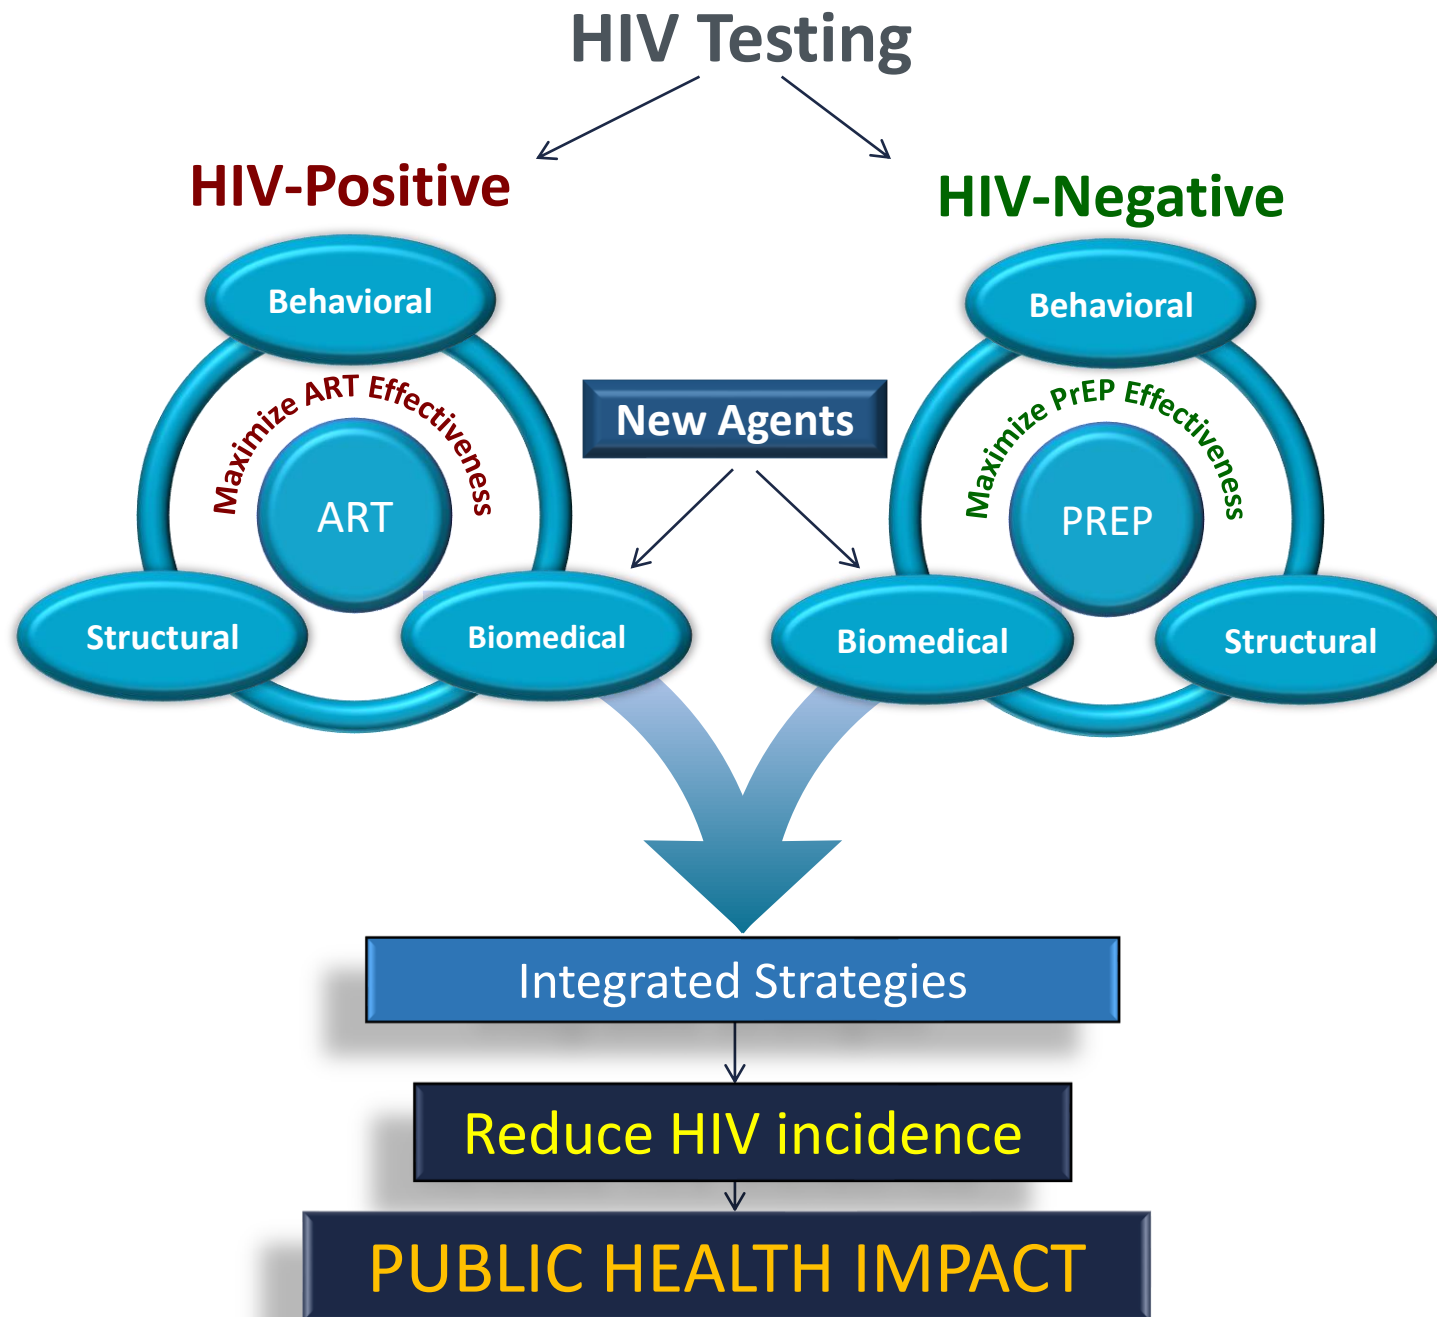 HIV Testing
HIV-Positive
HIV-Negative
Behavioral
Maximize ART Effectiveness
ART
Structural
Biomedical
New Agents
Behavioral
Maximize PrEP Effectiveness
PREP
Biomedical
Structural
Integrated Strategies
Reduce HIV incidence
PUBLIC HEALTH IMPACT